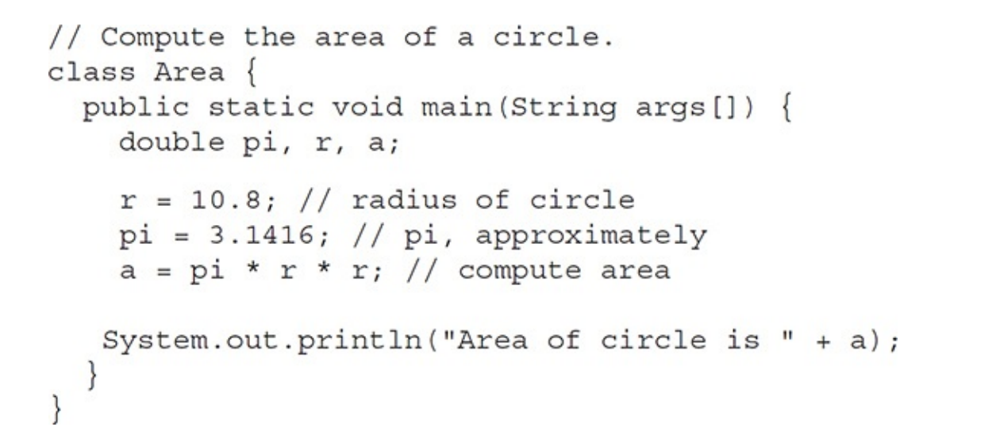 // Compute the area of a circle.
class Area {
  public static void main(String args[]) {
    double pi, r, a;

    r = 10.8; // radius of circle
    pi = 3.1416; // pi, approximately
    a = pi * r * r; // compute area

   System.out.println("Area of circle is " + a);
  }
}